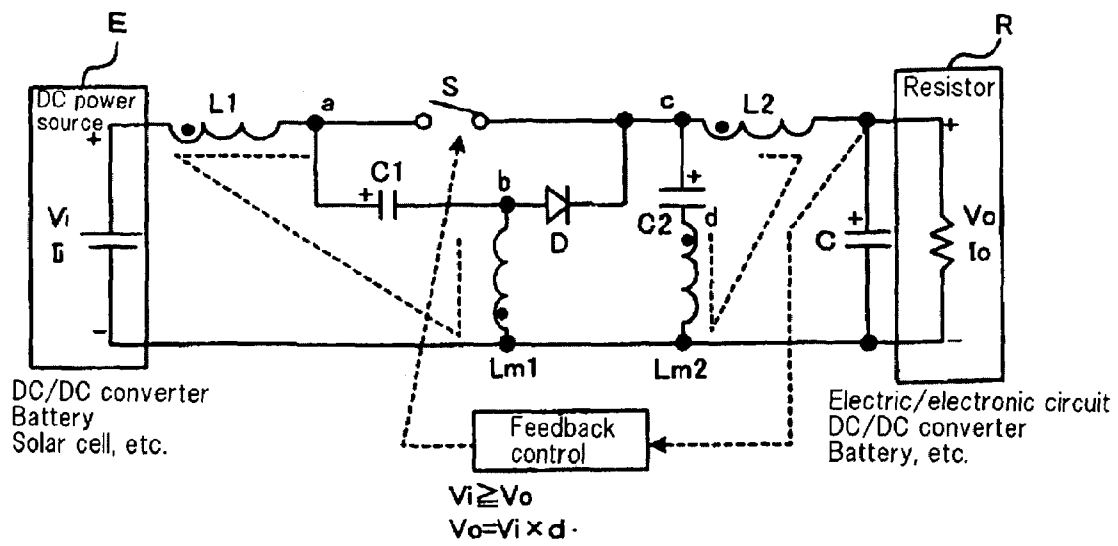 E
R
DC power
source
L1
a
S
c
L2
Resistor
+
+
C1
+
b
+
+
Vi
Ii
D
C2
d
C
Vo
Io
−
−
Lm1
Lm2
DC/DC converter
Battery
Solar cell, etc.
Feedback
control
Electric/electronic circuit
DC/DC converter
Battery, etc.
Vi≧Vo
Vo=Vi×d.